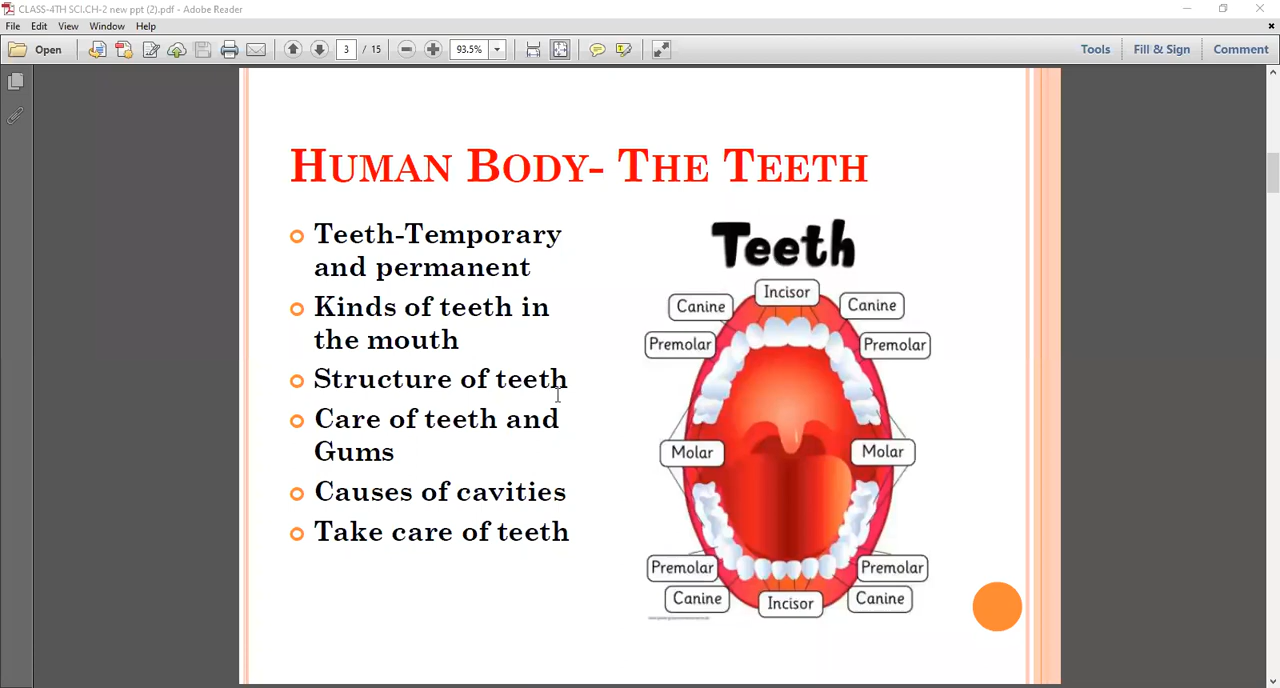 CLASS-4TH SCI.CH-2 new ppt (2).pdf - Adobe Reader
File Edit View Window Help
Open 3 / 15 93.5% Tools Fill & Sign Comment
HUMAN BODY- THE TEETH
Teeth-Temporary
and permanent
Kinds of teeth in
the mouth
Structure of teeth
Care of teeth and
Gums
Causes of cavities
Take care of teeth
Teeth
Incisor
Canine Canine
Premolar Premolar
Molar Molar
Premolar Premolar
Canine Incisor Canine